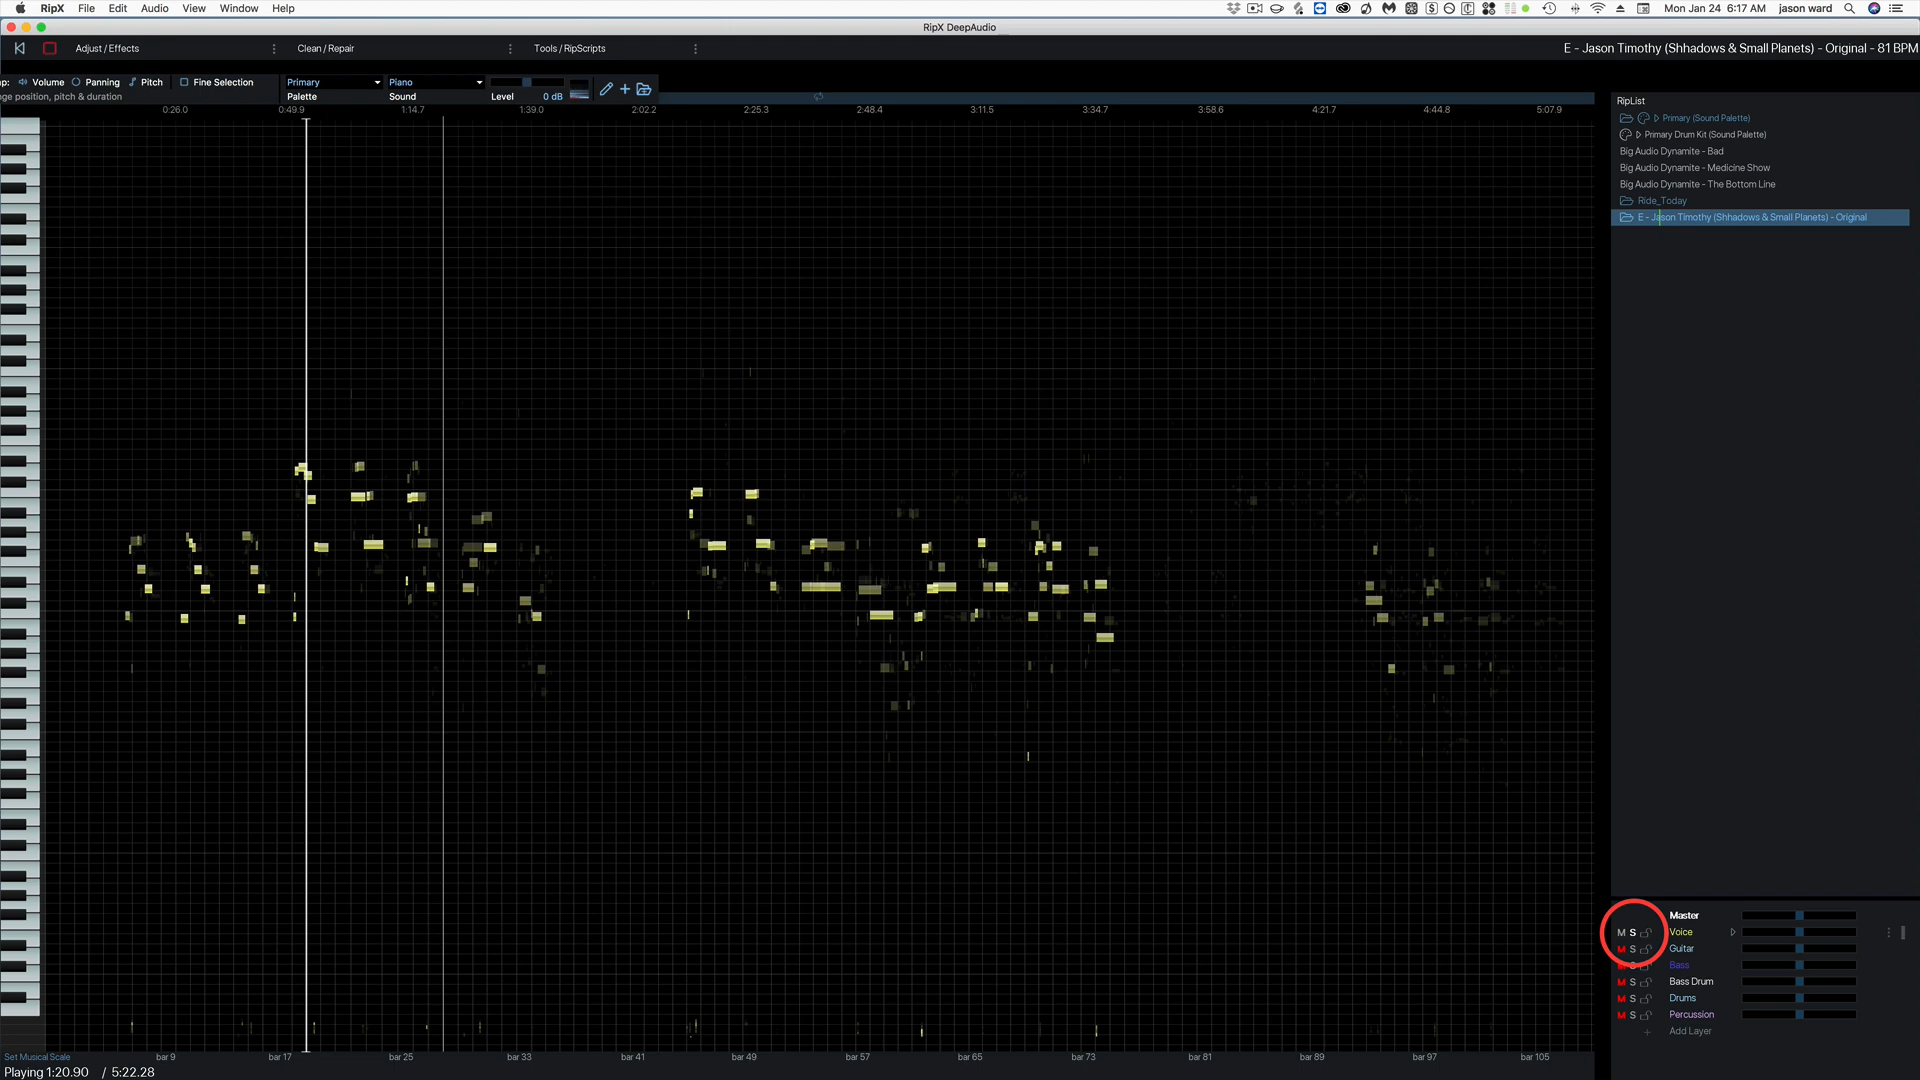 RipX File Edit Audio View Window Help Mon Jan 24 6:17 AM jason ward
RipX DeepAudio
Adjust / Effects Clean / Repair Tools / RipScripts E - Jason Timothy (Shhadows & Small Planets) - Original - 81 BPM
p: Volume Panning Pitch Fine Selection Primary Piano
nge position, pitch & duration Palette Sound Level 0 dB
0:26.0 0:49.9 1:14.7 1:39.0 2:02.2 2:25.3 2:48.4 3:11.5 3:34.7 3:58.6 4:21.7 4:44.8 5:07.9
RipList
Primary (Sound Palette)
Primary Drum Kit (Sound Palette)
Big Audio Dynamite - Bad
Big Audio Dynamite - Medicine Show
Big Audio Dynamite - The Bottom Line
Ride_Today
E - Jason Timothy (Shhadows & Small Planets) - Original
Master
M S Voice
M S Guitar
M S Bass
M S Bass Drum
M S Drums
M S Percussion
+ Add Layer
Set Musical Scale bar 9 bar 17 bar 25 bar 33 bar 41 bar 49 bar 57 bar 65 bar 73 bar 81 bar 89 bar 97 bar 105
Playing 1:20.90 / 5:22.28